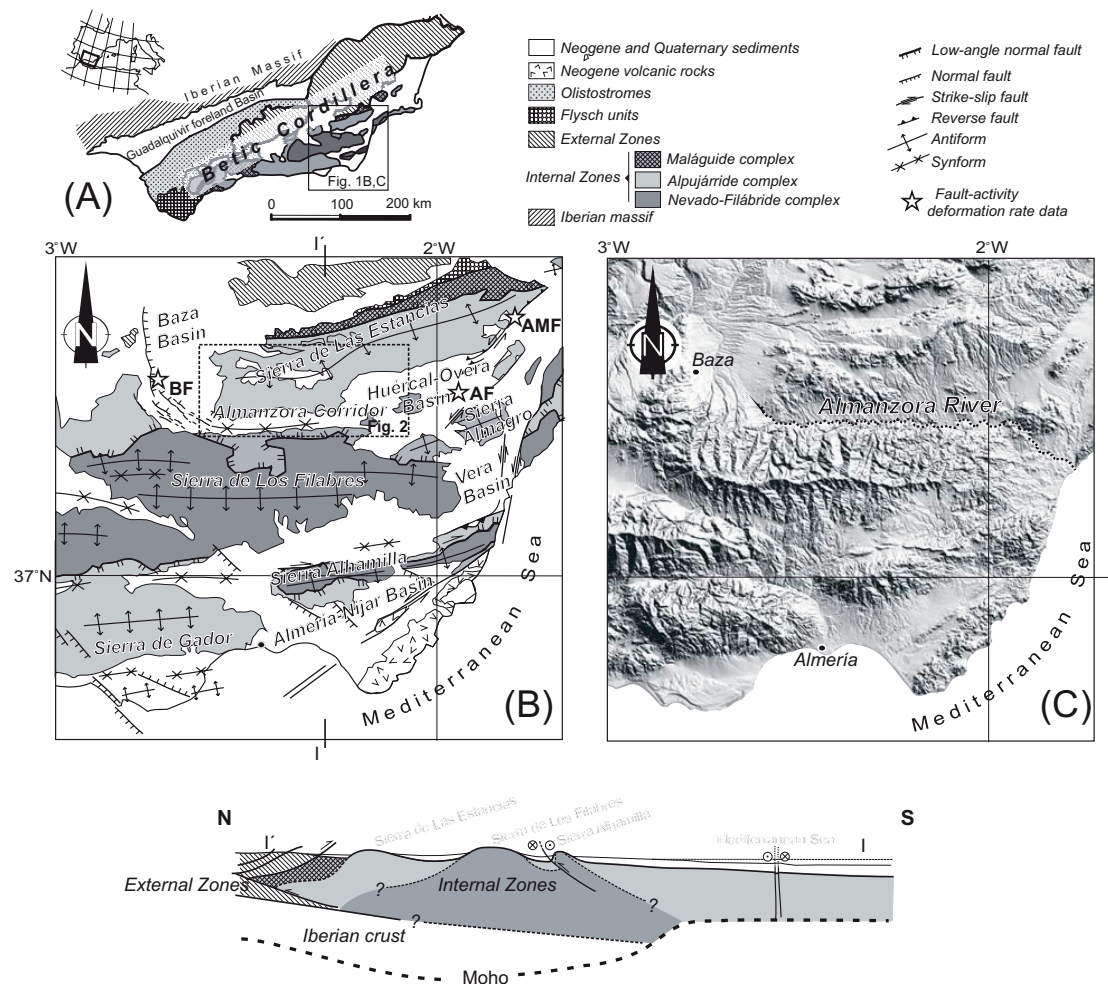 Iberian Massif
Guadalquivir foreland Basin
Betic Cordillera
Fig. 1B,C
(A)
0 100 200 km
Neogene and Quaternary sediments
Neogene volcanic rocks
Olistostromes
Flysch units
External Zones
Internal Zones
Maláguide complex
Alpujárride complex
Nevado-Filábride complex
Iberian massif
Low-angle normal fault
Normal fault
Strike-slip fault
Reverse fault
Antiform
Synform
Fault-activity
deformation rate data
3°W I´ 2°W
N
Baza
Basin
Sierra de Las Estancias
AMF
BF
Huércal-Overa
Basin
AF
Almanzora Corridor
Fig. 2
Sierra
Almagro
Sierra de Los Filabres
Vera
Basin
37°N
Sierra Alhamilla
Almería-Nijar Basin
Sierra de Gador
Mediterranean Sea
(B)
I
3°W 2°W
N
Baza
Almanzora River
Almería
Mediterranean Sea
(C)
N S
I´ I
Sierra de Las Estancias
Sierra de Los Filabres
Sierra Alhamilla
Mediterranean Sea
External Zones
Internal Zones
? ? ?
Iberian crust
Moho